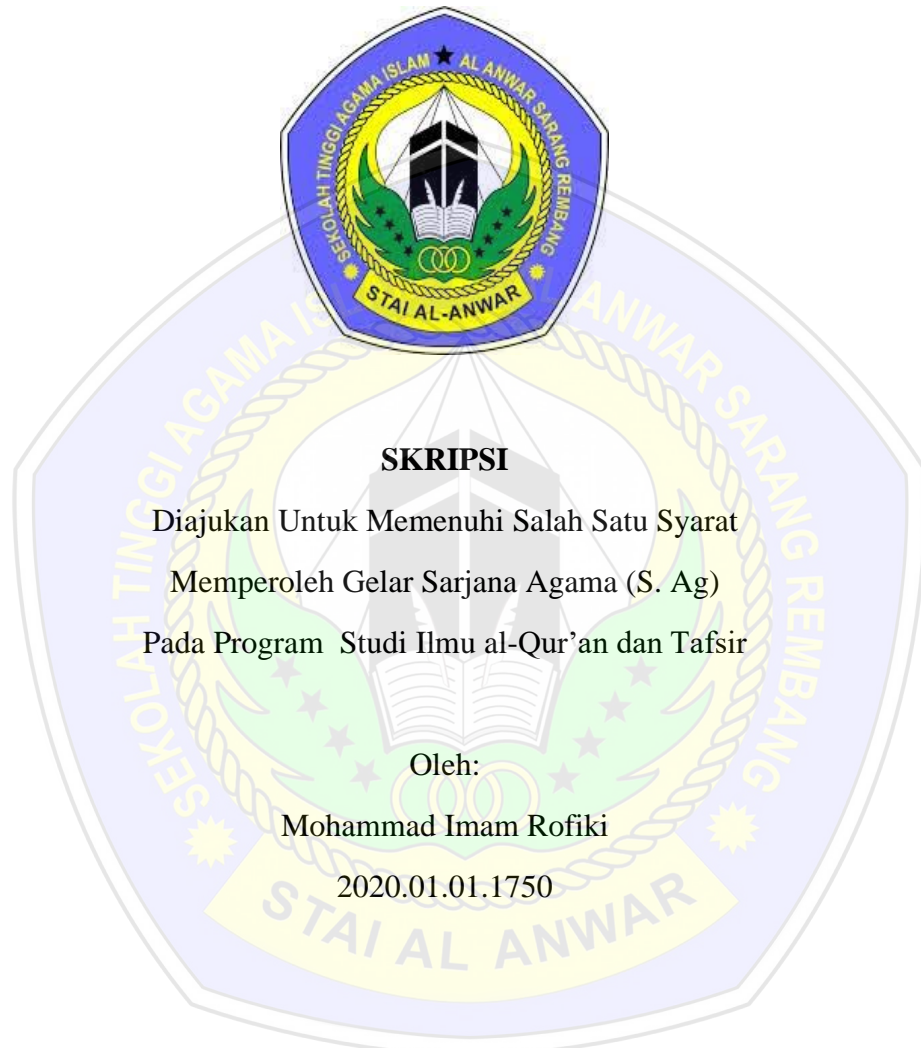 SEKOLAH TINGGI AGAMA ISLAM ★ AL ANWAR SARANG REMBANG
STAI AL-ANWAR
SKRIPSI
Diajukan Untuk Memenuhi Salah Satu Syarat
Memperoleh Gelar Sarjana Agama (S. Ag)
Pada Program Studi Ilmu al-Qur’an dan Tafsir
Oleh:
Mohammad Imam Rofiki
2020.01.01.1750
SEKOLAH TINGGI AGAMA ISLAM AL ANWAR SARANG REMBANG
STAI AL ANWAR